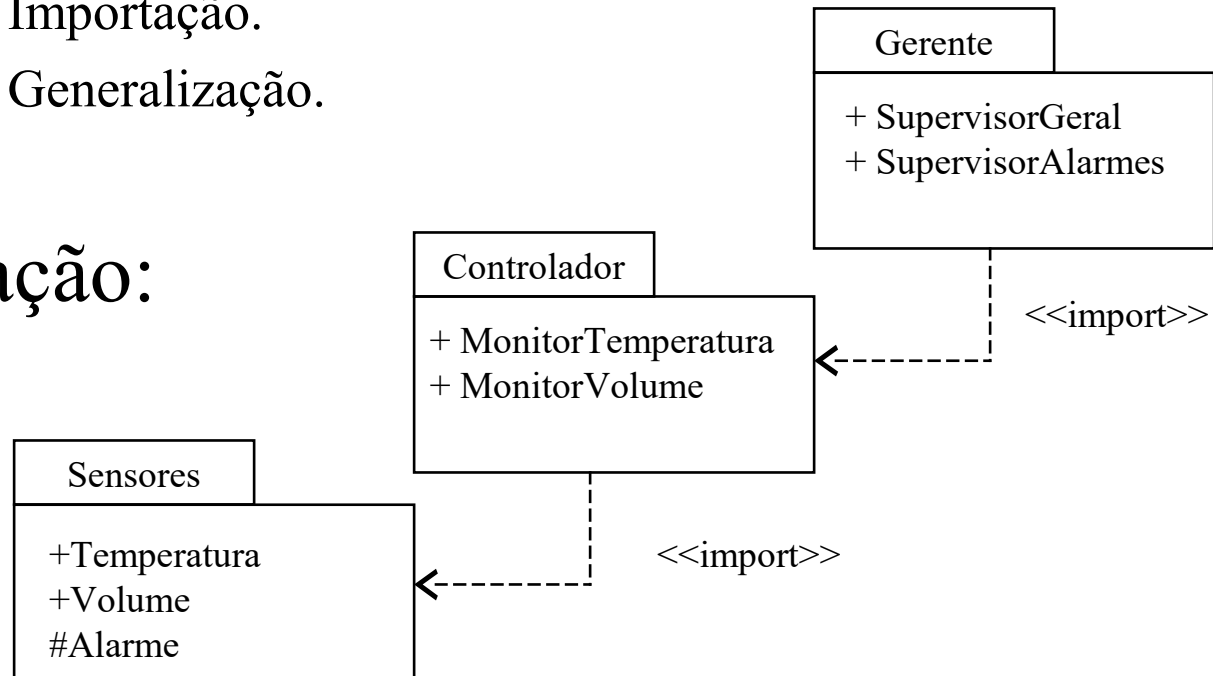 Importação.
Generalização.
ação:
Gerente
+ SupervisorGeral
+ SupervisorAlarmes
<<import>>
Controlador
+ MonitorTemperatura
+ MonitorVolume
<<import>>
Sensores
+Temperatura
+Volume
#Alarme